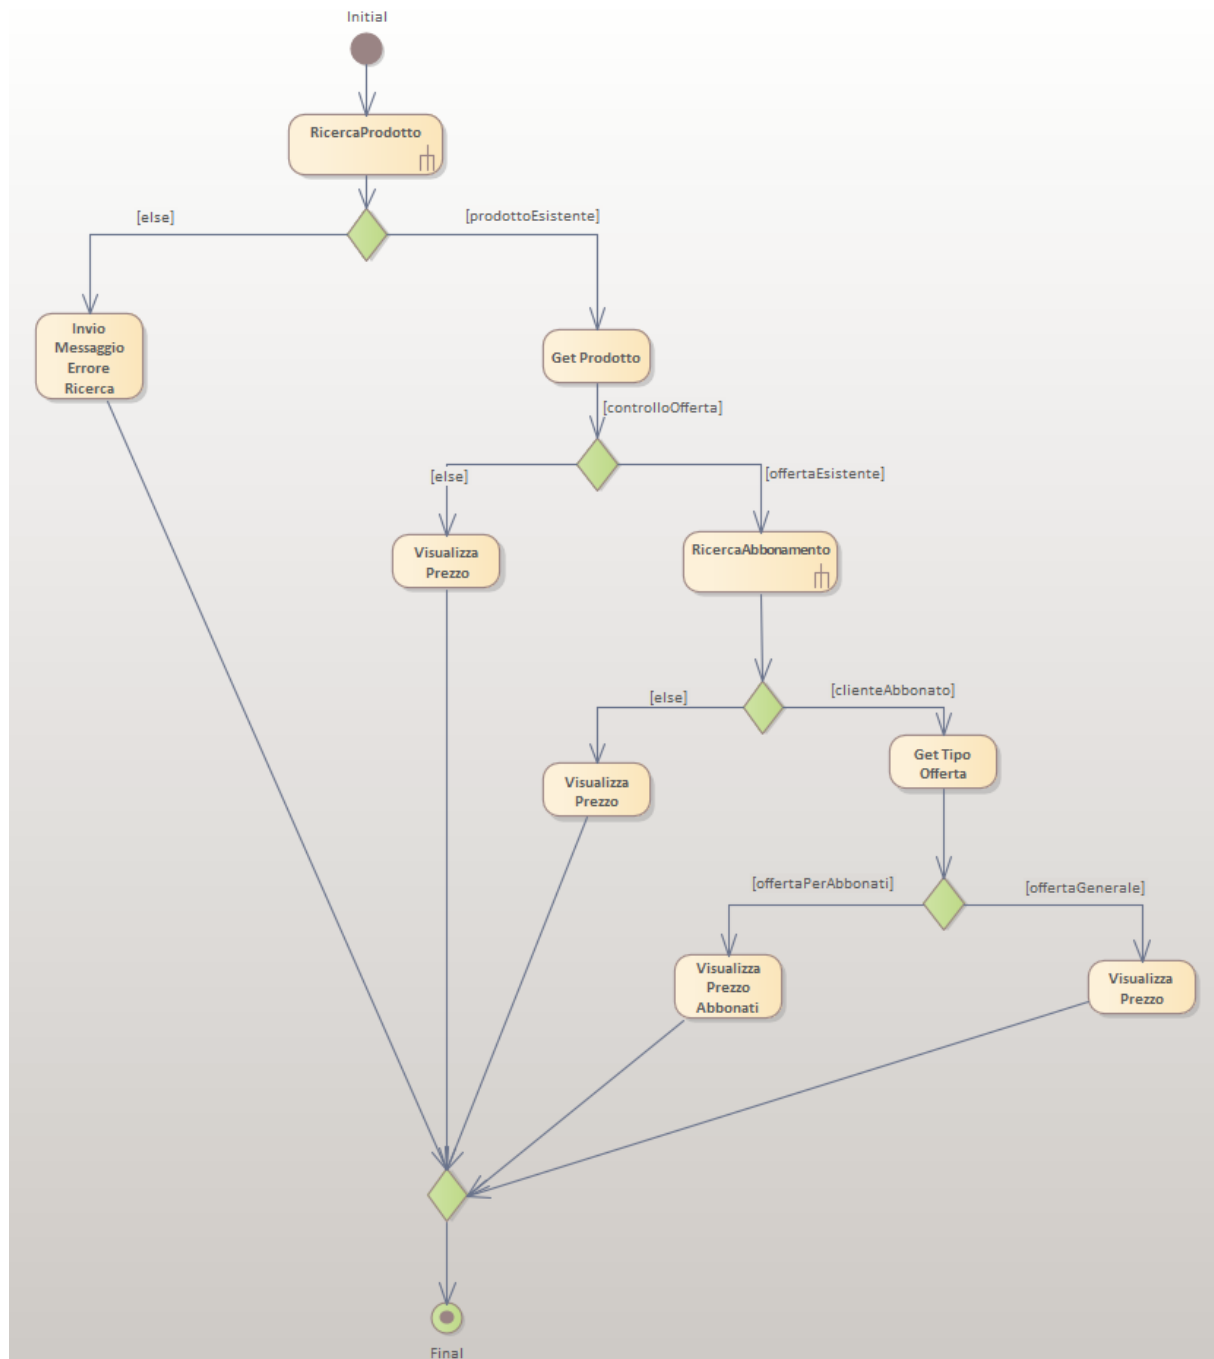 Initial
RicercaProdotto
[else]
[prodottoEsistente]
Invio
Messaggio
Errore
Ricerca
Get Prodotto
[controlloOfferta]
[else]
[offertaEsistente]
Visualizza
Prezzo
RicercaAbbonamento
[else]
[clienteAbbonato]
Get Tipo
Offerta
Visualizza
Prezzo
[offertaPerAbbonati]
[offertaGenerale]
Visualizza
Prezzo
Abbonati
Visualizza
Prezzo
Final